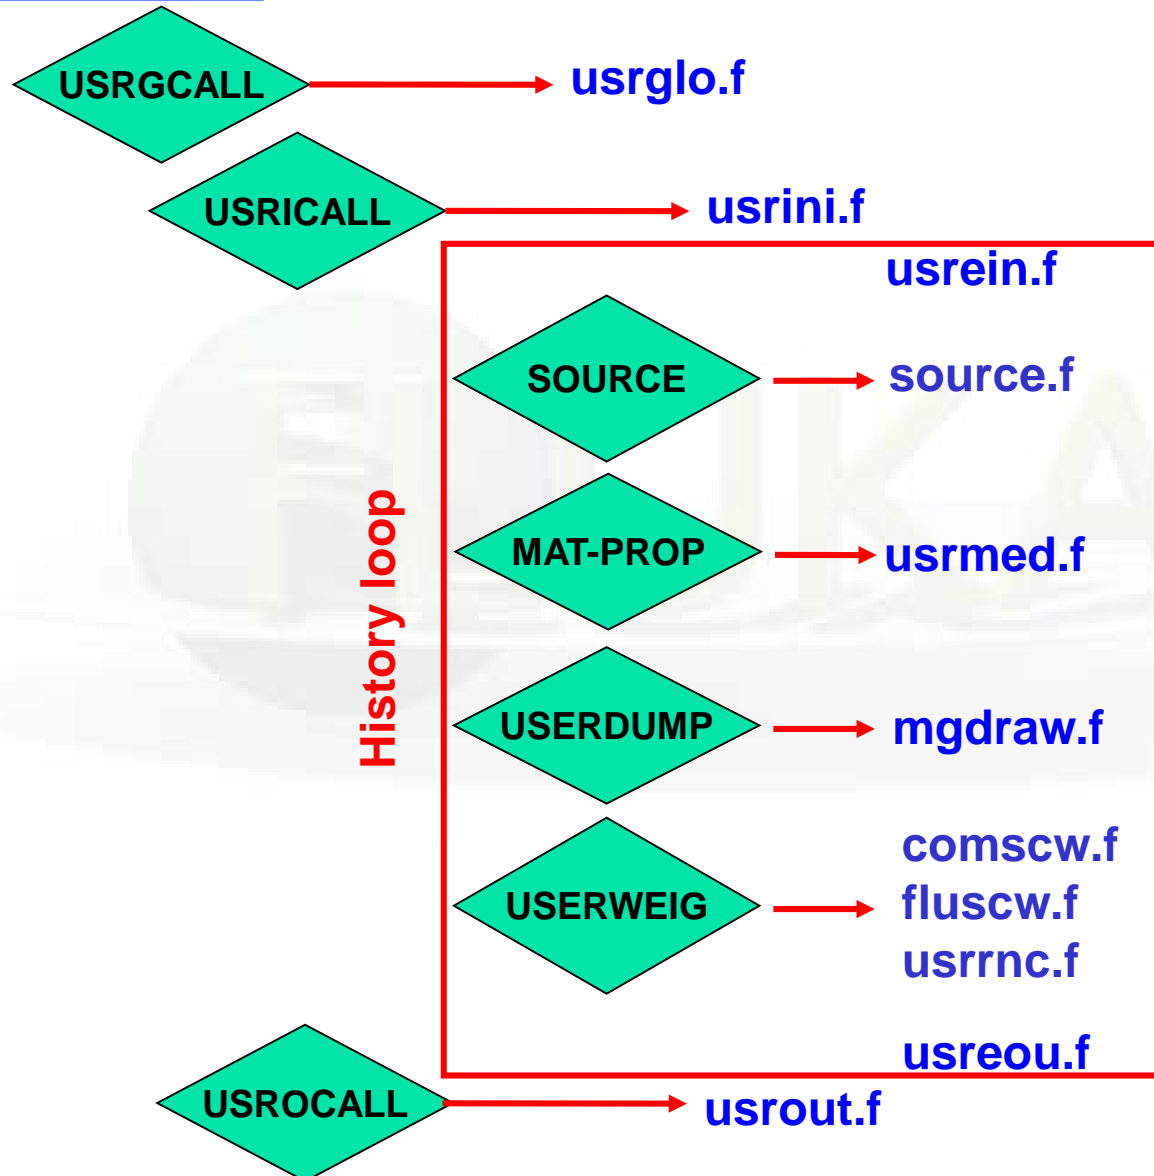 USRGCALL usrglo.f
USRICALL usrini.f
usrein.f
SOURCE source.f
MAT-PROP usrmed.f
History loop
USERDUMP mgdraw.f
comscw.f
USERWEIG fluscw.f
usrrnc.f
usreou.f
USROCALL usrout.f
FLUKA